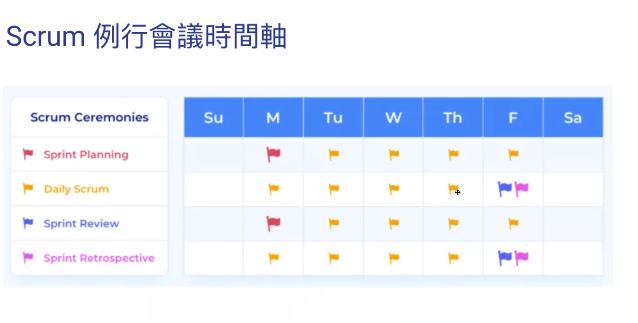 Scrum 例行會議時間軸
Scrum Ceremonies
Su M Tu W Th F Sa
Sprint Planning
Daily Scrum
Sprint Review
Sprint Retrospective